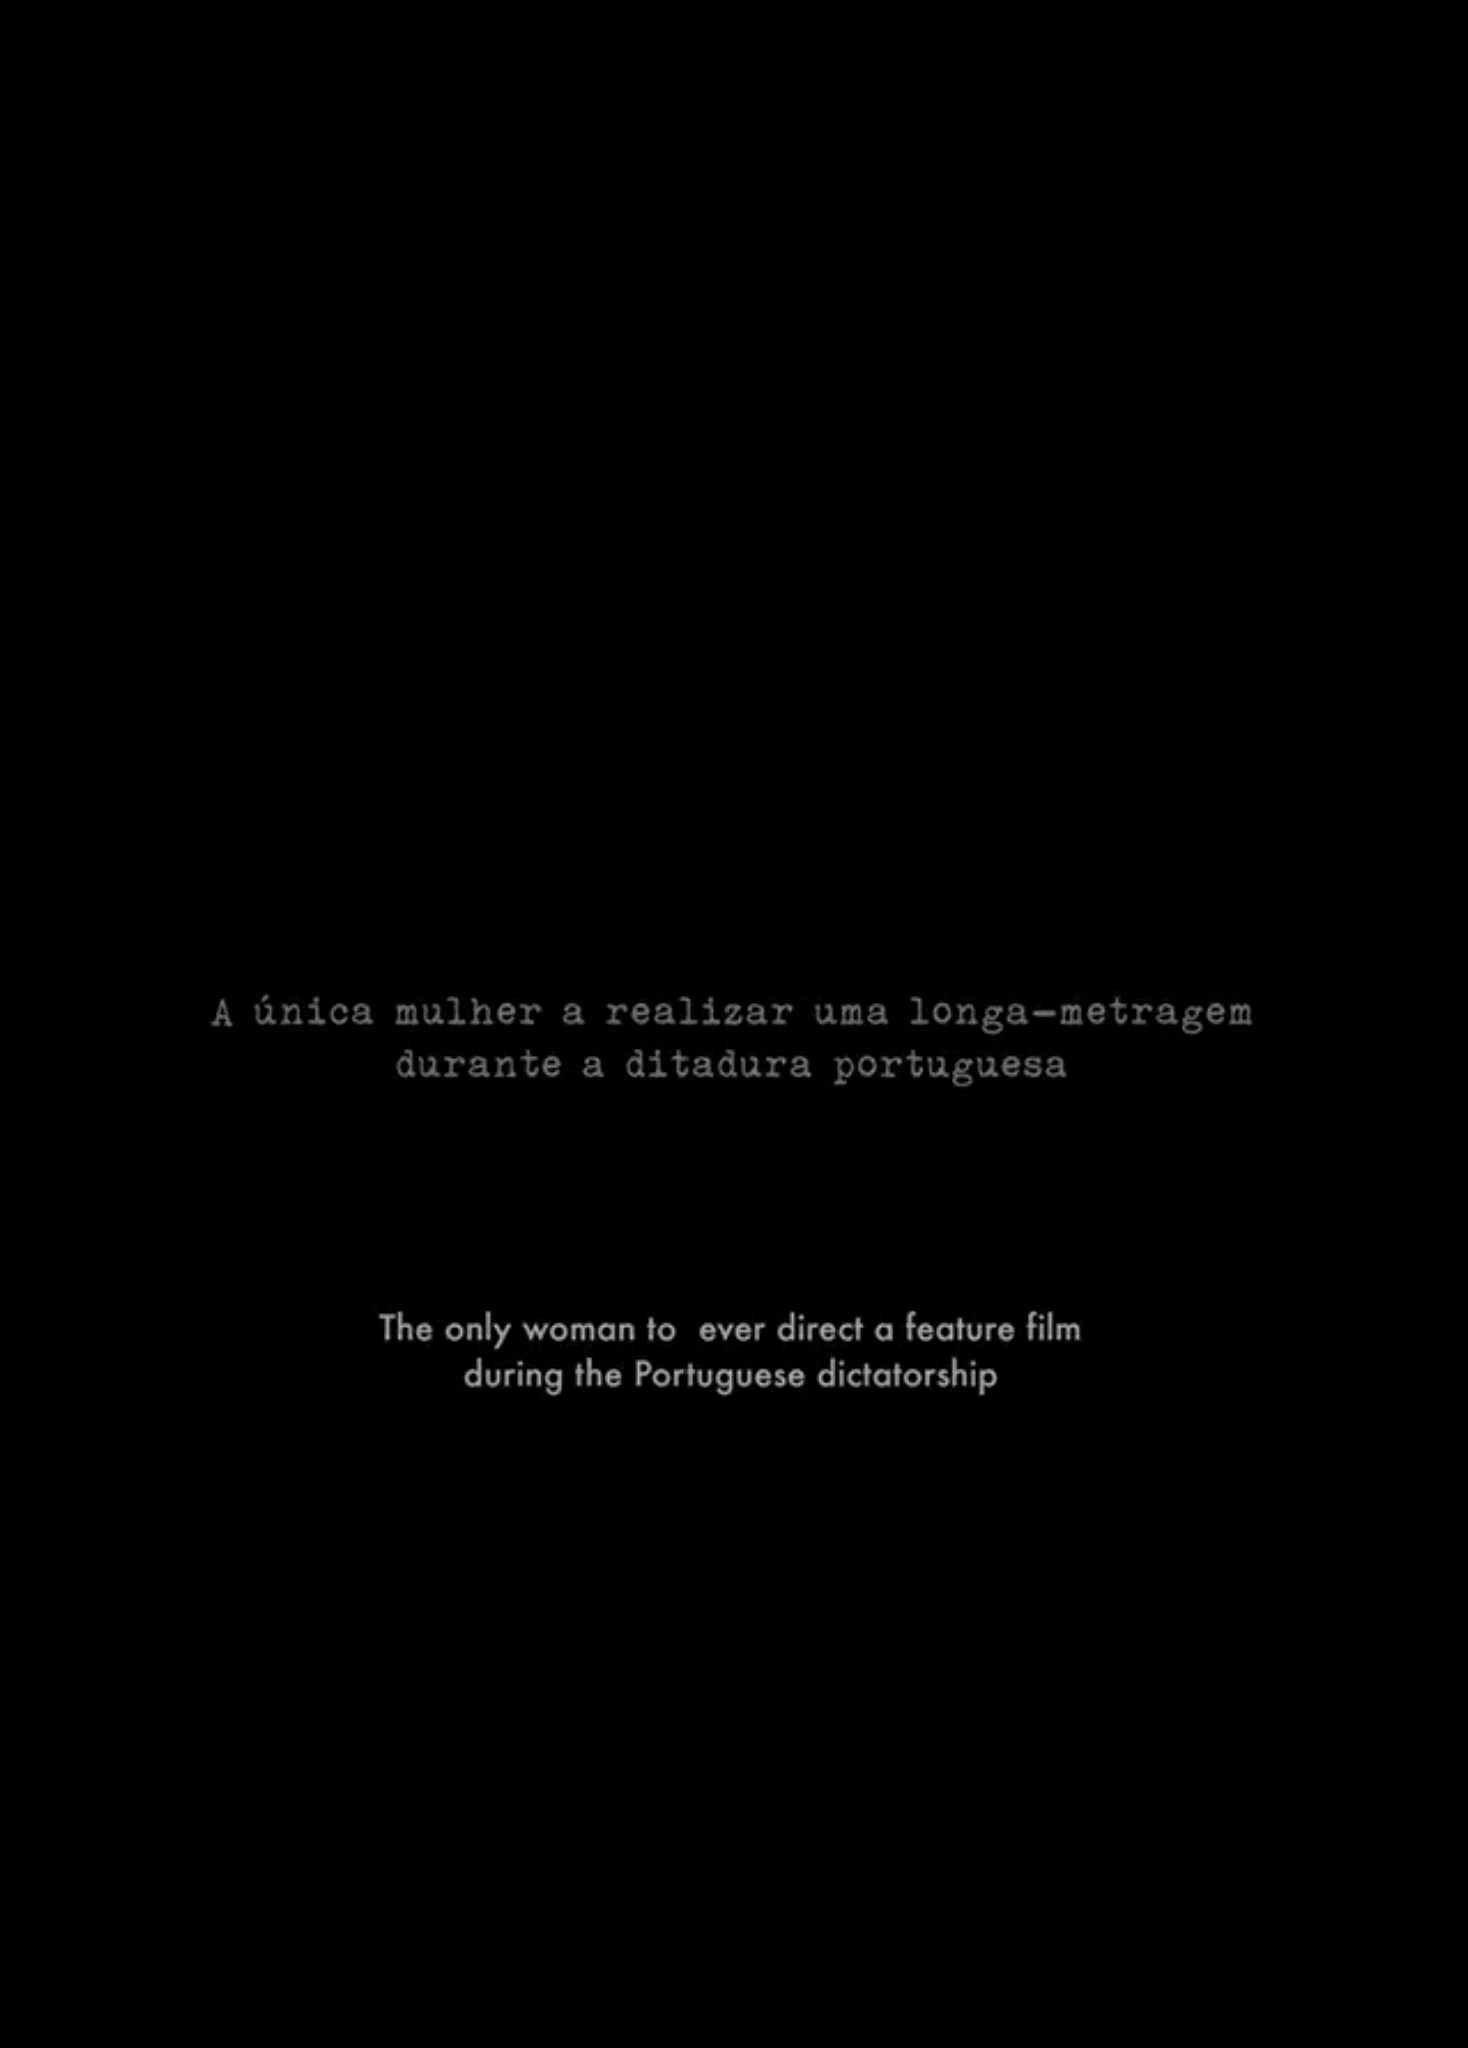 A única mulher a realizar uma longa-metragem
durante a ditadura portuguesa
The only woman to  ever direct a feature film
during the Portuguese dictatorship